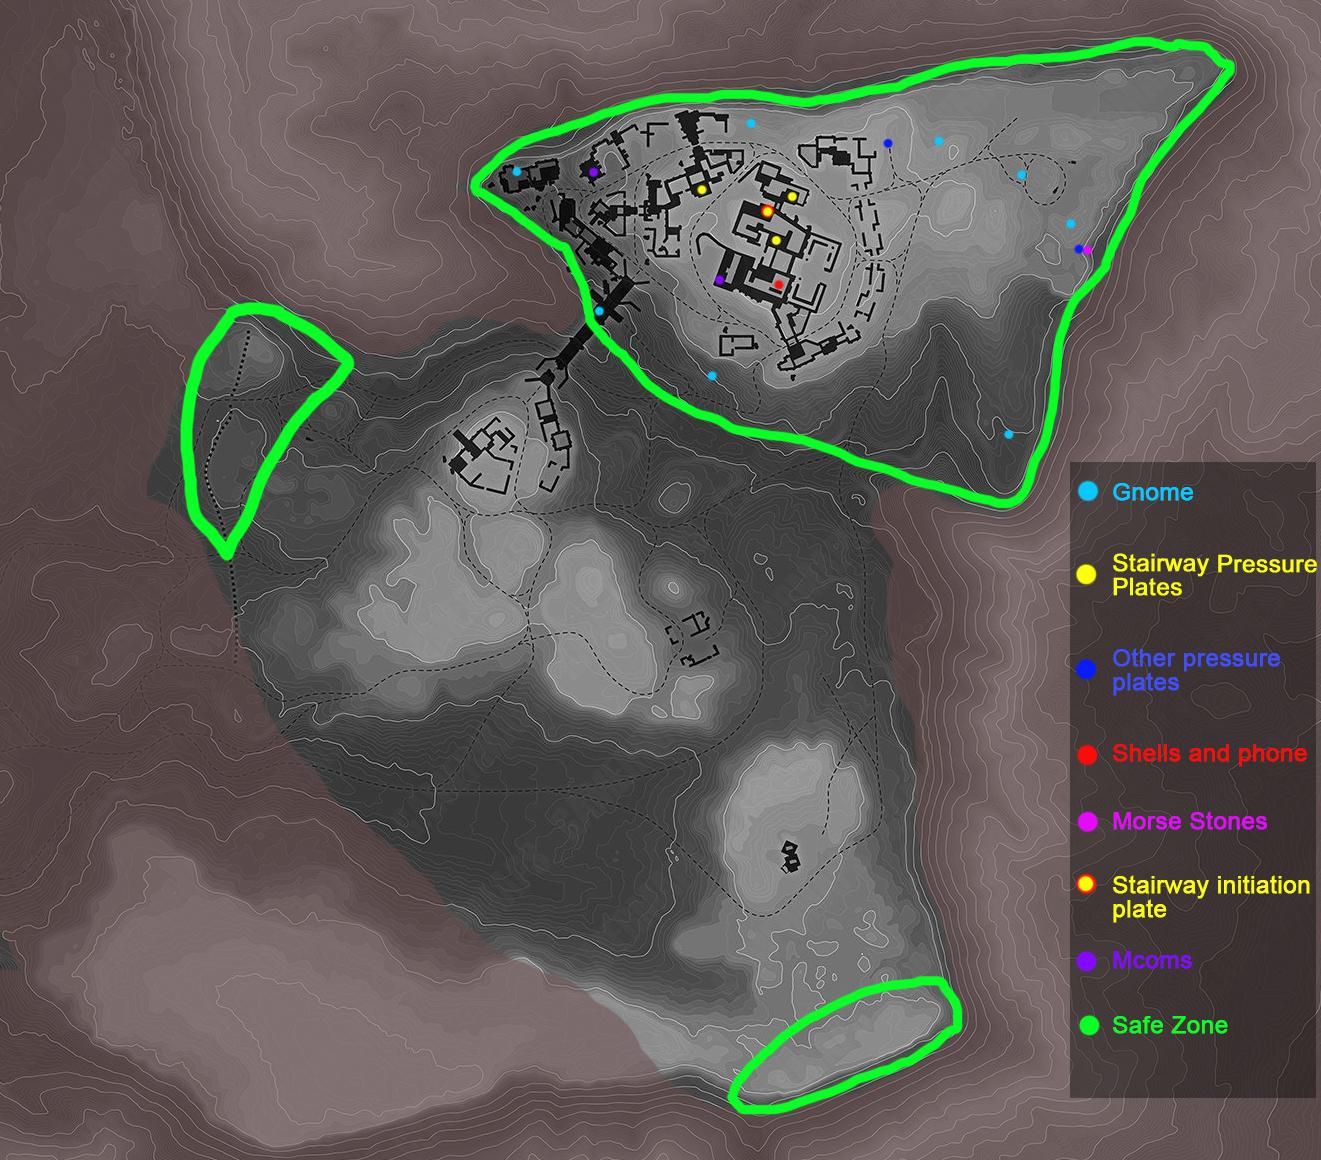 Gnome
Stairway Pressure
Plates
Other pressure
plates
Shells and phone
Morse Stones
Stairway initiation
plate
Mcoms
Safe Zone